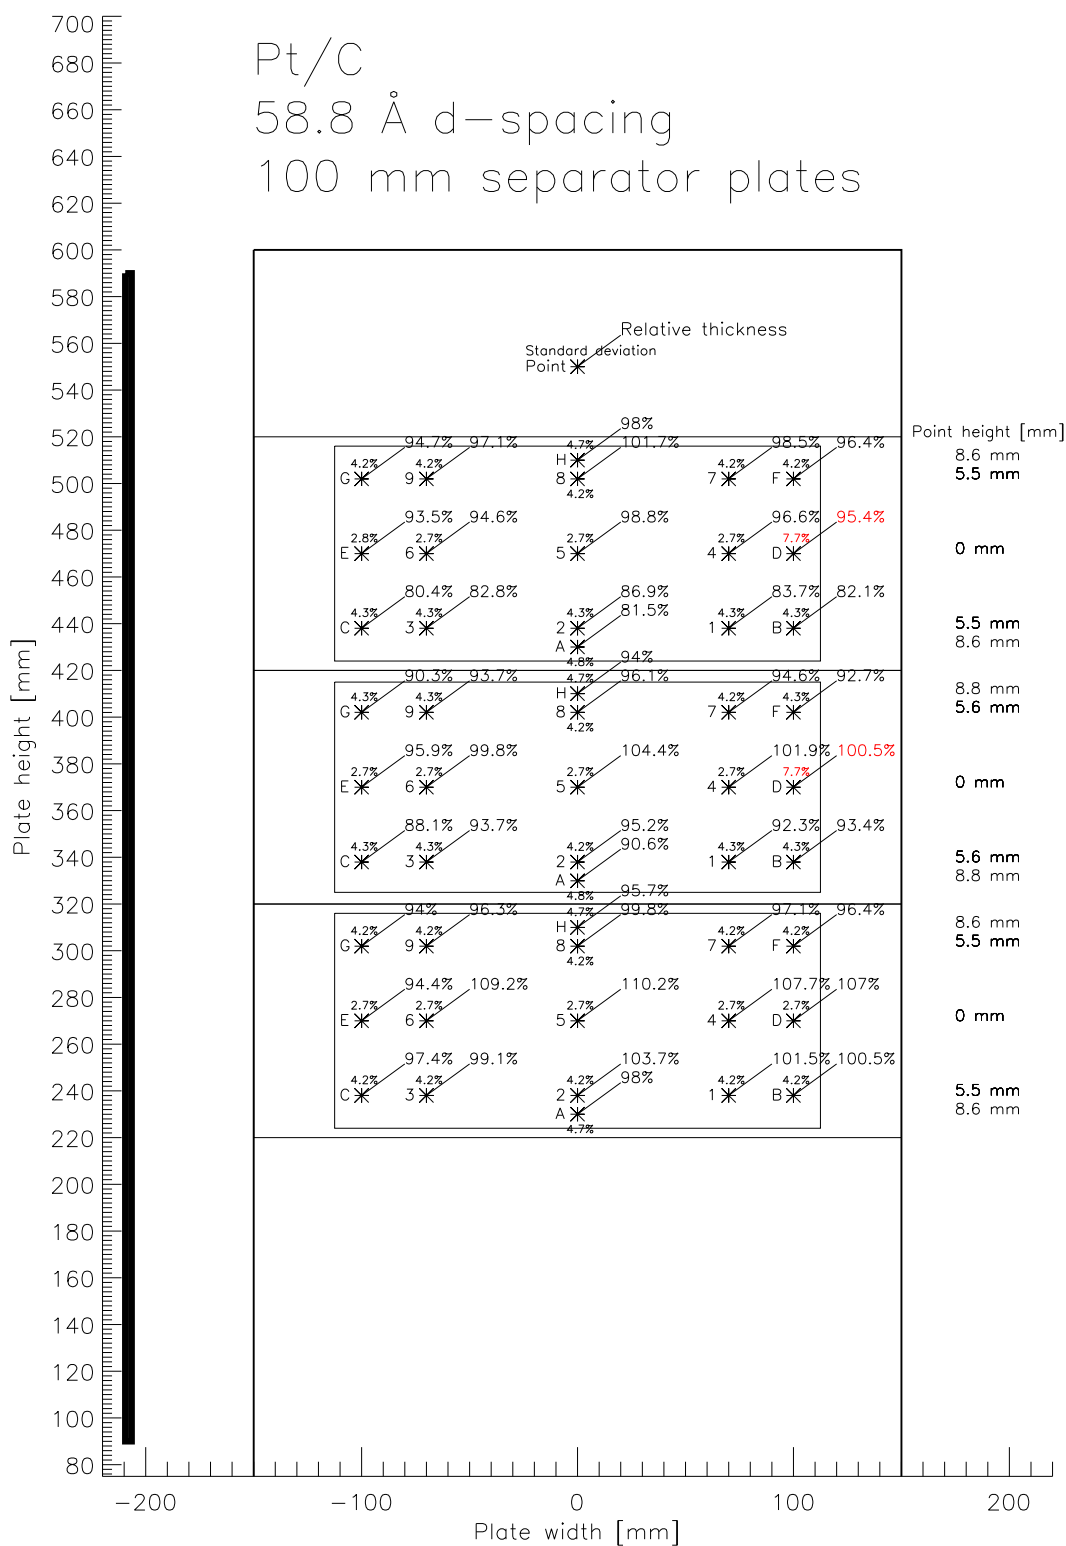 Pt/C
58.8 Å d-spacing
100 mm separator plates
Relative thickness
Standard deviation
Point
Point height [mm]
98%
94.7% 97.1% 4.7% 101.7% 98.5% 96.4%
H 8.6 mm
4.2% 4.2% 4.2% 4.2%
G 9 8 7 F 5.5 mm
4.2%
93.5% 94.6% 98.8% 96.6% 95.4%
2.8% 2.7% 2.7% 2.7% 7.7%
E 6 5 4 D 0 mm
80.4% 82.8% 86.9% 83.7% 82.1%
4.3% 4.3% 4.3% 81.5% 4.3% 4.3%
C 3 2 1 B 5.5 mm
A 8.6 mm
4.8% 94%
90.3% 93.7% 4.7% 96.1% 94.6% 92.7%
H 8.8 mm
4.3% 4.3% 4.2% 4.3%
G 9 8 7 F 5.6 mm
4.2%
95.9% 99.8% 104.4% 101.9% 100.5%
2.7% 2.7% 2.7% 2.7% 7.7%
E 6 5 4 D 0 mm
88.1% 93.7% 95.2% 92.3% 93.4%
4.3% 4.3% 4.2% 90.6% 4.3% 4.3%
C 3 2 1 B 5.6 mm
A 8.8 mm
4.8% 95.7%
94% 96.3% 4.7% 99.8% 97.1% 96.4%
H 8.6 mm
4.2% 4.2% 4.2% 4.2%
G 9 8 7 F 5.5 mm
4.2%
94.4% 109.2% 110.2% 107.7% 107%
2.7% 2.7% 2.7% 2.7% 2.7%
E 6 5 4 D 0 mm
97.4% 99.1% 103.7% 101.5% 100.5%
4.2% 4.2% 4.2% 98% 4.2% 4.2%
C 3 2 1 B 5.5 mm
A 8.6 mm
4.7%
700
680
660
640
620
600
580
560
540
520
500
480
460
440
420
400
380
360
340
320
300
280
260
240
220
200
180
160
140
120
100
80
Plate height [mm]
-200 -100 0 100 200
Plate width [mm]